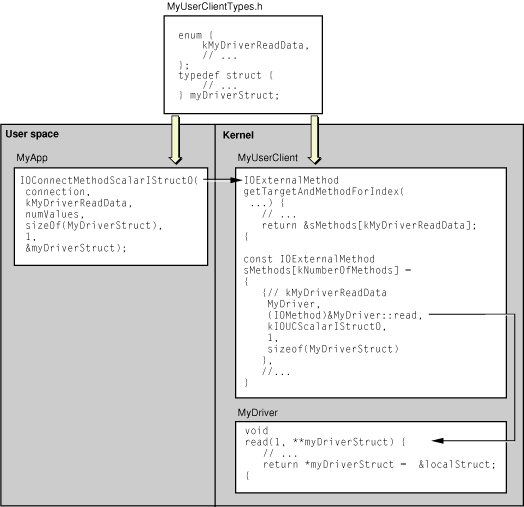 MyUserClientTypes.h
enum {
kMyDriverReadData,
// ...
};
typedef struct {
// ...
} myDriverStruct;
User space
MyApp
IOConnectMethodScalarIStructO(
connection,
kMyDriverReadData,
numValues,
sizeOf(MyDriverStruct),
1,
&myDriverStruct);
Kernel
MyUserClient
IOExternalMethod
getTargetAndMethodForIndex(
...) {
// ...
return &sMethods[kMyDriverReadData];
{
const IOExternalMethod
sMethods[kNumberOfMethods] =
{
{// kMyDriverReadData
MyDriver,
(IOMethod)&MyDriver::read,
kIOUCScalarIStructO,
1,
sizeof(MyDriverStruct)
},
//...
}
MyDriver
void
read(1, **myDriverStruct) {
// ...
return *myDriverStruct = &localStruct;
{